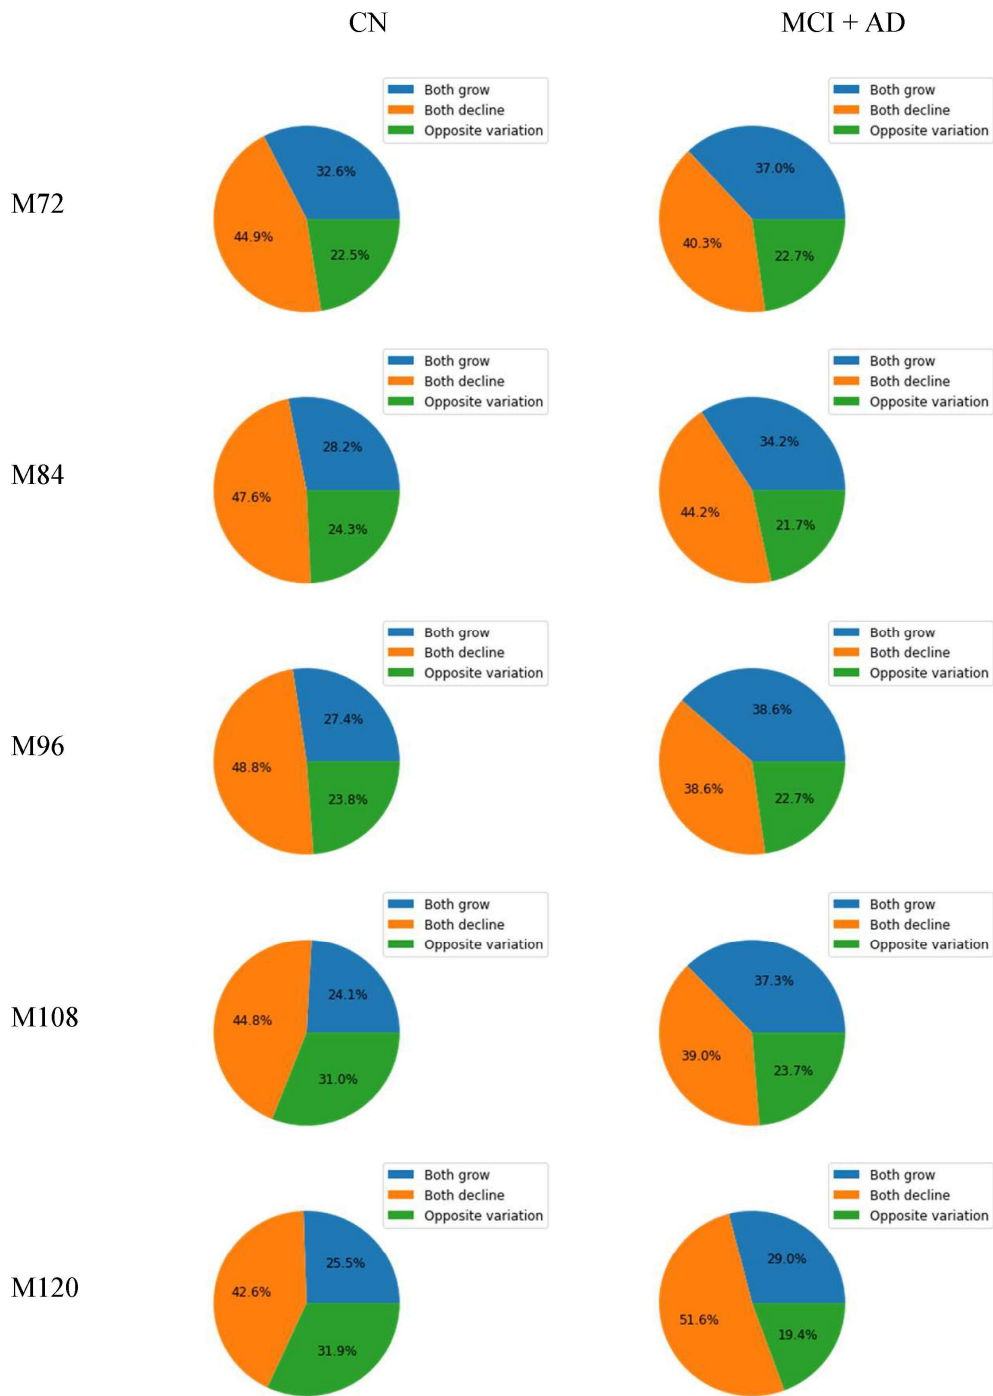 CN
MCI + AD
M72
Both grow
Both decline
Opposite variation
32.6%
44.9%
22.5%
Both grow
Both decline
Opposite variation
37.0%
40.3%
22.7%
M84
Both grow
Both decline
Opposite variation
28.2%
47.6%
24.3%
Both grow
Both decline
Opposite variation
34.2%
44.2%
21.7%
M96
Both grow
Both decline
Opposite variation
27.4%
48.8%
23.8%
Both grow
Both decline
Opposite variation
38.6%
38.6%
22.7%
M108
Both grow
Both decline
Opposite variation
24.1%
44.8%
31.0%
Both grow
Both decline
Opposite variation
37.3%
39.0%
23.7%
M120
Both grow
Both decline
Opposite variation
25.5%
42.6%
31.9%
Both grow
Both decline
Opposite variation
29.0%
51.6%
19.4%